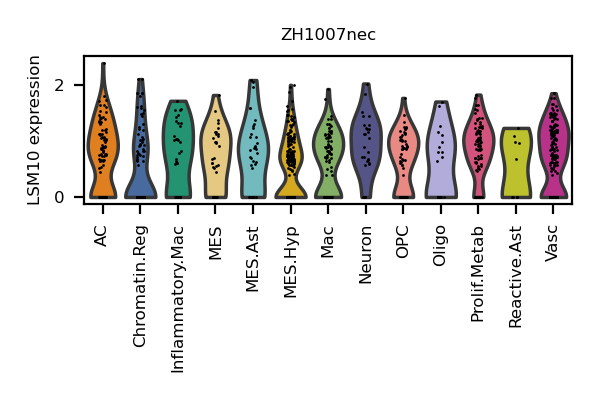 ZH1007nec
LSM10 expression
2
0
AC
Chromatin.Reg
Inflammatory.Mac
MES
MES.Ast
MES.Hyp
Mac
Neuron
OPC
Oligo
Prolif.Metab
Reactive.Ast
Vasc